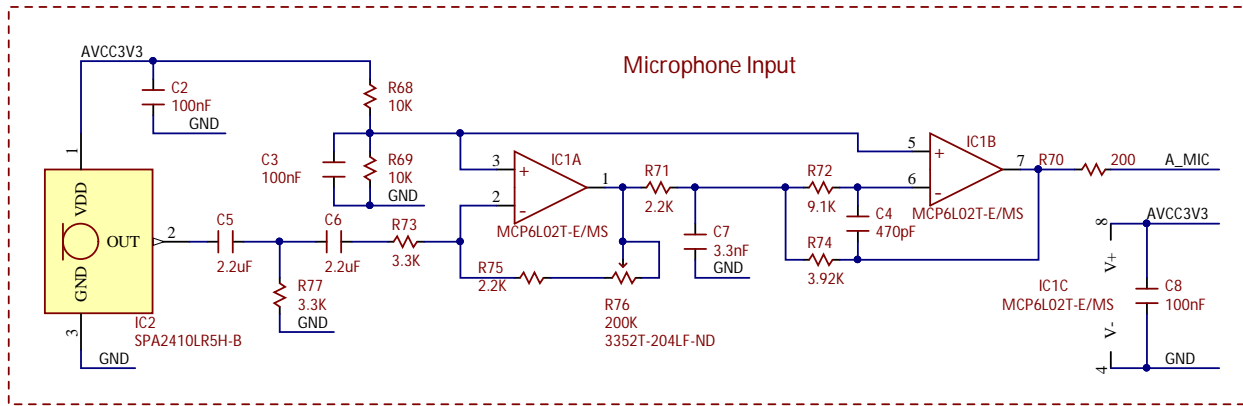 Microphone Input
AVCC3V3
C2
100nF
GND
R68
10K
C3
100nF
R69
10K
GND
1
VDD
OUT
2
GND
3
IC2
SPA2410LR5H-B
GND
C5
2.2uF
R77
3.3K
GND
C6
2.2uF
R73
3.3K
3
+
2
-
1
IC1A
MCP6L02T-E/MS
R75
2.2K
R76
200K
3352T-204LF-ND
R71
2.2K
C7
3.3nF
GND
R72
9.1K
C4
470pF
R74
3.92K
5
+
6
-
7
IC1B
MCP6L02T-E/MS
R70
200
A_MIC
8
V+
AVCC3V3
IC1C
MCP6L02T-E/MS
C8
100nF
V-
4
GND